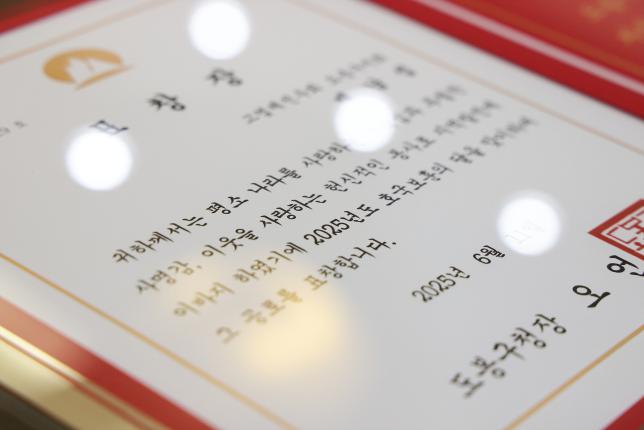 표 창 장
귀하께서는 평소 나라를 사랑하
사명감, 이웃을 사랑하는 헌신적인 봉사로 지역발전에
이바지 하였기에 2025년도 호국보훈의 달을 맞이하여
그 공로를 표창합니다.
2025년 6월
도봉구청장 오 언